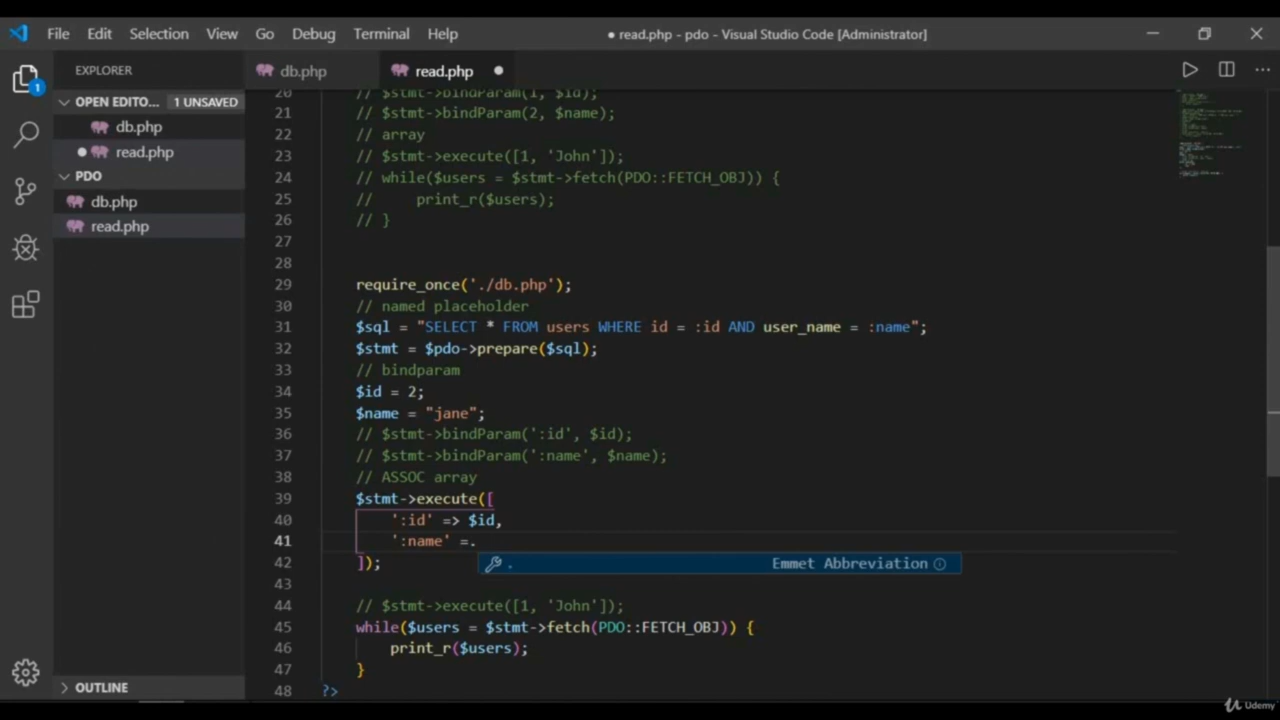 File Edit Selection View Go Debug Terminal Help
● read.php - pdo - Visual Studio Code [Administrator]
EXPLORER
db.php
read.php
1
OPEN EDITO...
1 UNSAVED
db.php
read.php
PDO
db.php
read.php
OUTLINE
20 // $stmt->bindParam(1, $id);
21 // $stmt->bindParam(2, $name);
22 // array
23 // $stmt->execute([1, 'John']);
24 // while($users = $stmt->fetch(PDO::FETCH_OBJ)) {
25 //     print_r($users);
26 // }
27
28
29 require_once('./db.php');
30 // named placeholder
31 $sql = "SELECT * FROM users WHERE id = :id AND user_name = :name";
32 $stmt = $pdo->prepare($sql);
33 // bindparam
34 $id = 2;
35 $name = "jane";
36 // $stmt->bindParam(':id', $id);
37 // $stmt->bindParam(':name', $name);
38 // ASSOC array
39 $stmt->execute([
40     ':id' => $id,
41     ':name' =.
42 ]);
. Emmet Abbreviation
43
44 // $stmt->execute([1, 'John']);
45 while($users = $stmt->fetch(PDO::FETCH_OBJ)) {
46     print_r($users);
47 }
48 ?>
Udemy